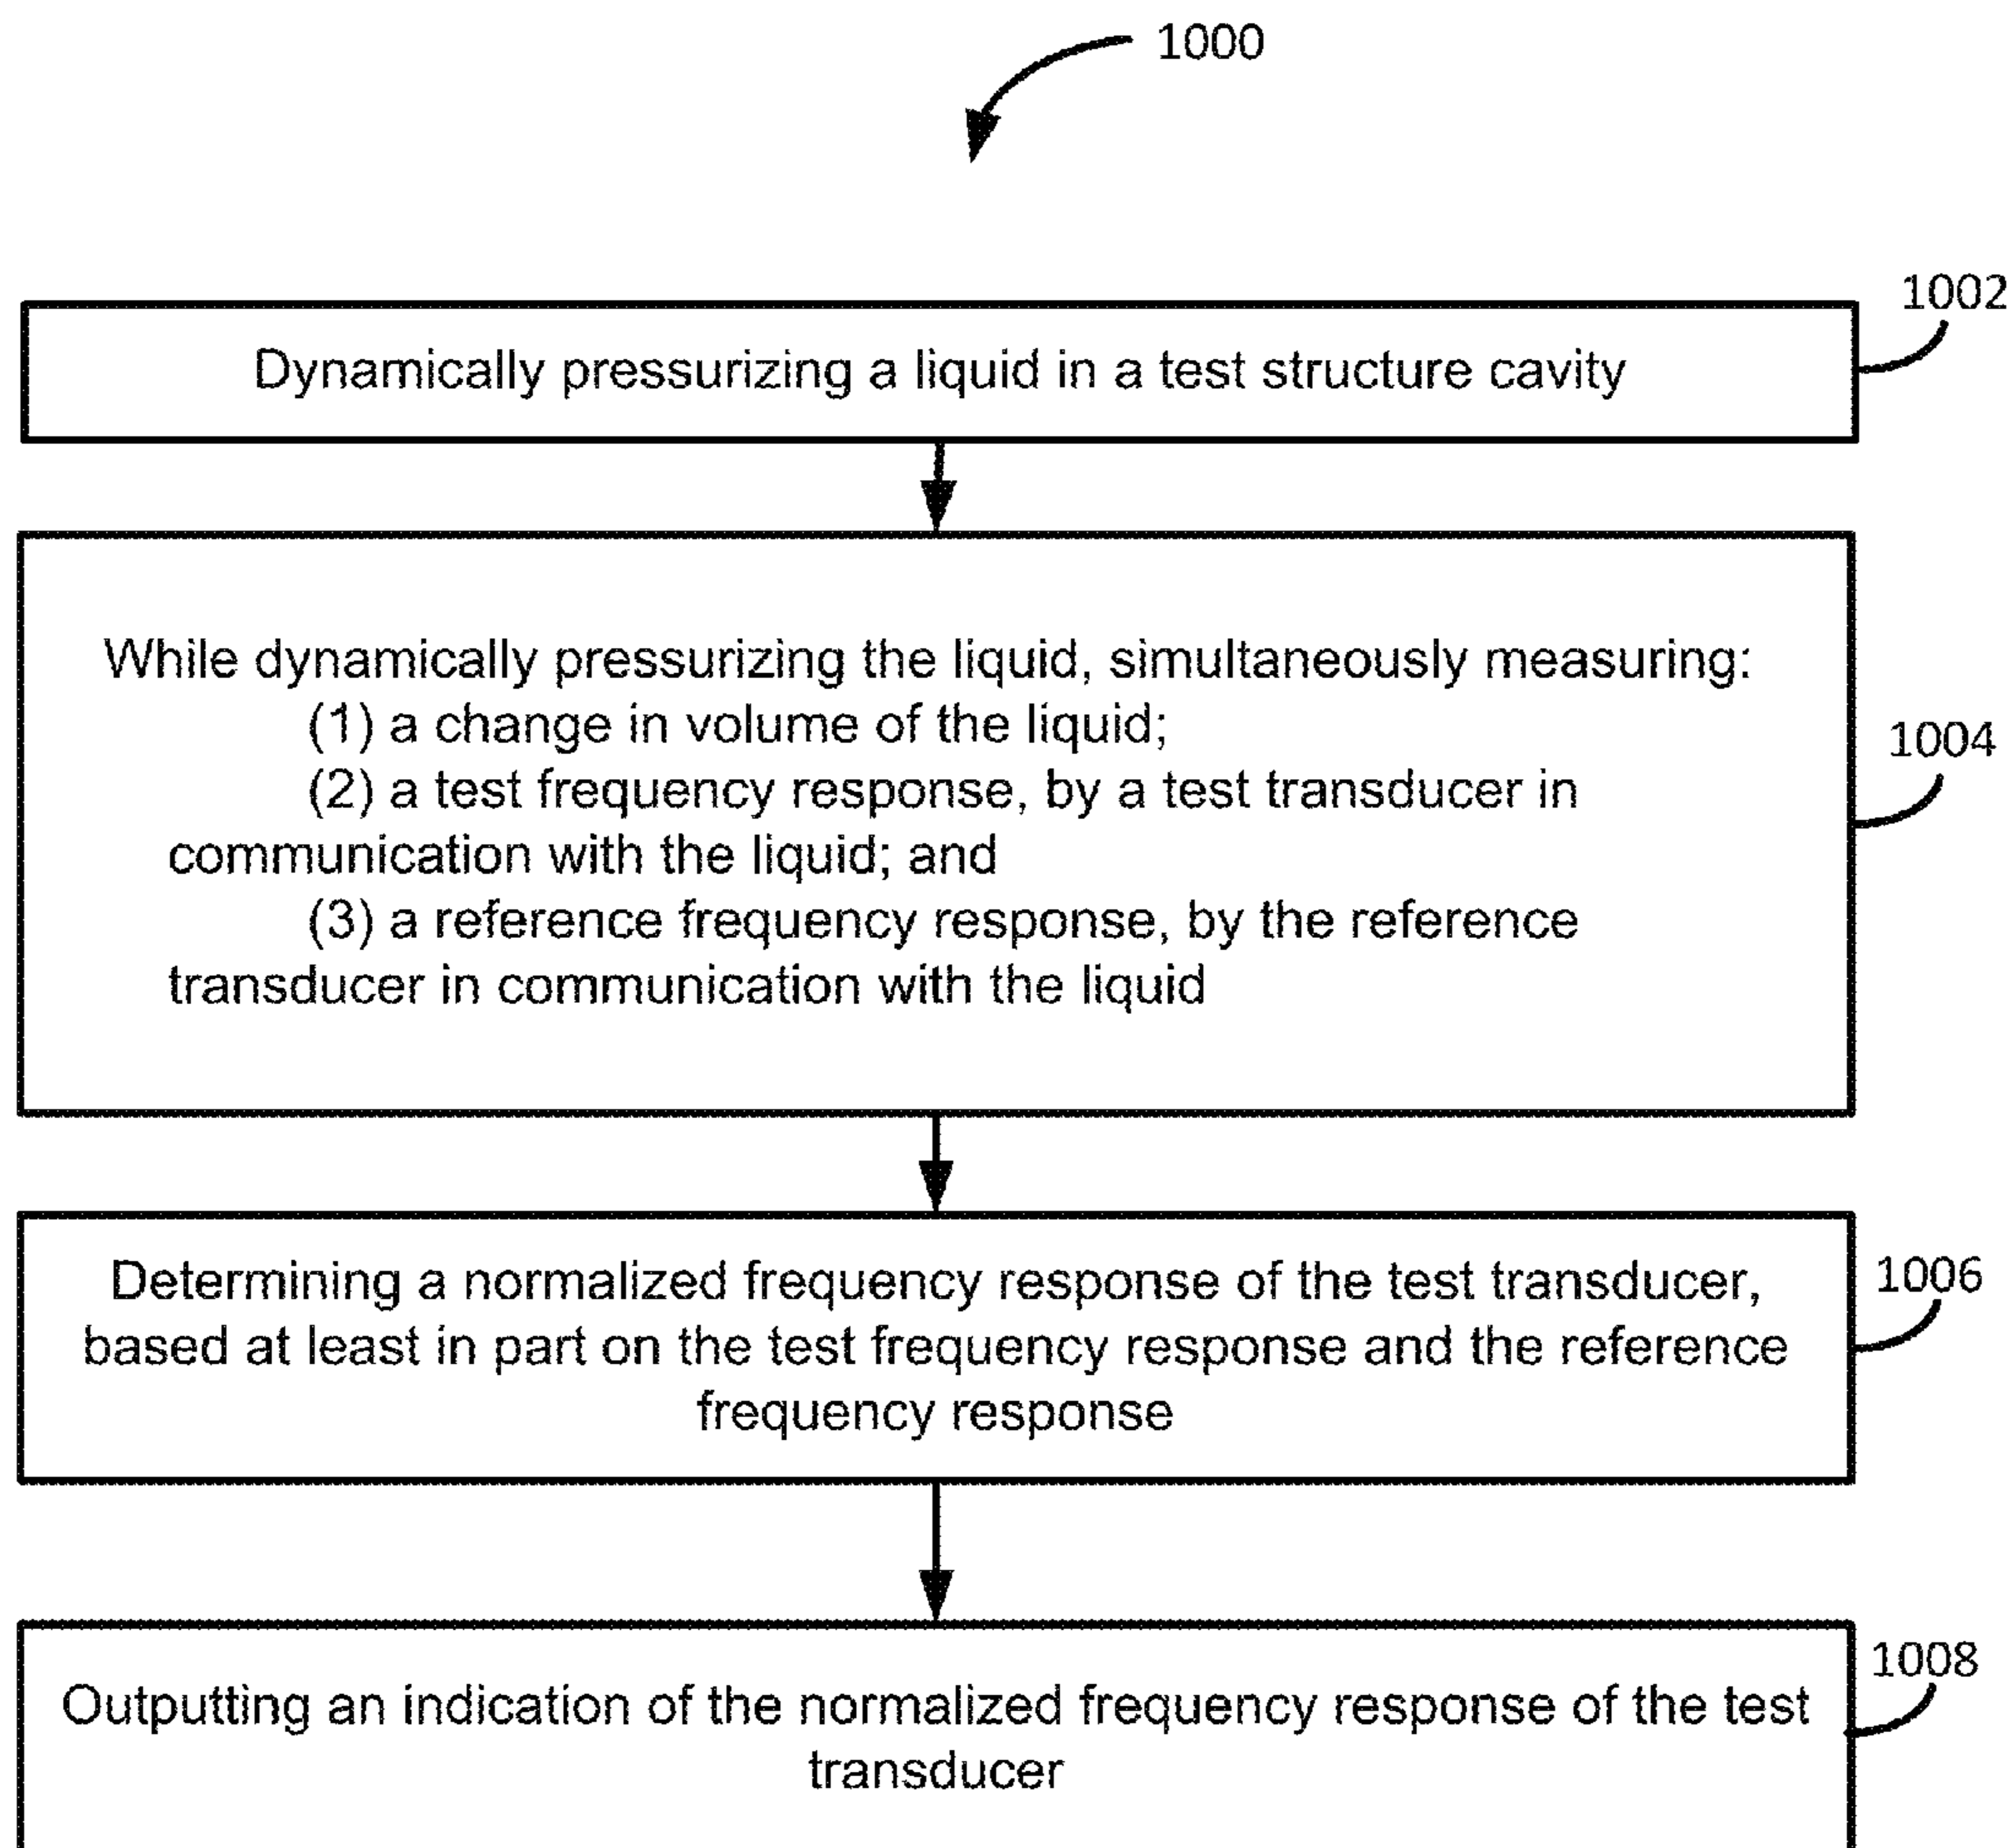 1000
1002
Dynamically pressurizing a liquid in a test structure cavity
While dynamically pressurizing the liquid, simultaneously measuring:
(1) a change in volume of the liquid;
(2) a test frequency response, by a test transducer in
communication with the liquid; and
(3) a reference frequency response, by the reference
transducer in communication with the liquid
1004
Determining a normalized frequency response of the test transducer,
based at least in part on the test frequency response and the reference
frequency response
1006
Outputting an indication of the normalized frequency response of the test
transducer
1008